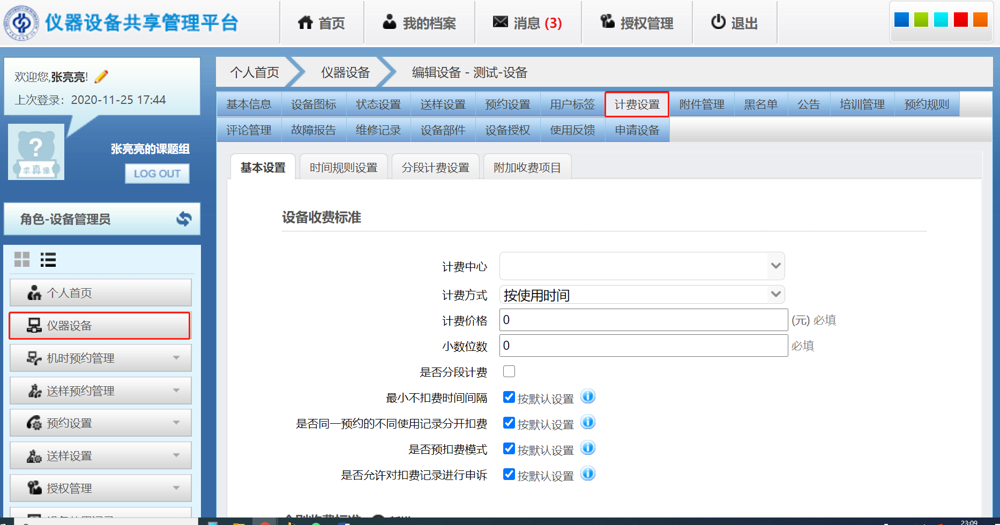 仪器设备共享管理平台
首页
我的档案
消息 (3)
授权管理
退出
欢迎您,张亮亮!
上次登录：2020-11-25 17:44
?
求真像
张亮亮的课题组
LOG OUT
角色-设备管理员
个人首页
仪器设备
机时预约管理
送样预约管理
预约设置
送样设置
授权管理
个人首页
仪器设备
编辑设备 - 测试-设备
基本信息 设备图标 状态设置 送样设置 预约设置 用户标签 计费设置 附件管理 黑名单 公告 培训管理 预约规则
评论管理 故障报告 维修记录 设备部件 设备授权 使用反馈 申请设备
基本设置 时间规则设置 分段计费设置 附加收费项目
设备收费标准
计费中心
计费方式 按使用时间
计费价格 0 (元) 必填
小数位数 0 必填
是否分段计费
最小不扣费时间间隔 按默认设置
是否同一预约的不同使用记录分开扣费 按默认设置
是否预扣费模式 按默认设置
是否允许对扣费记录进行申诉 按默认设置
23:09